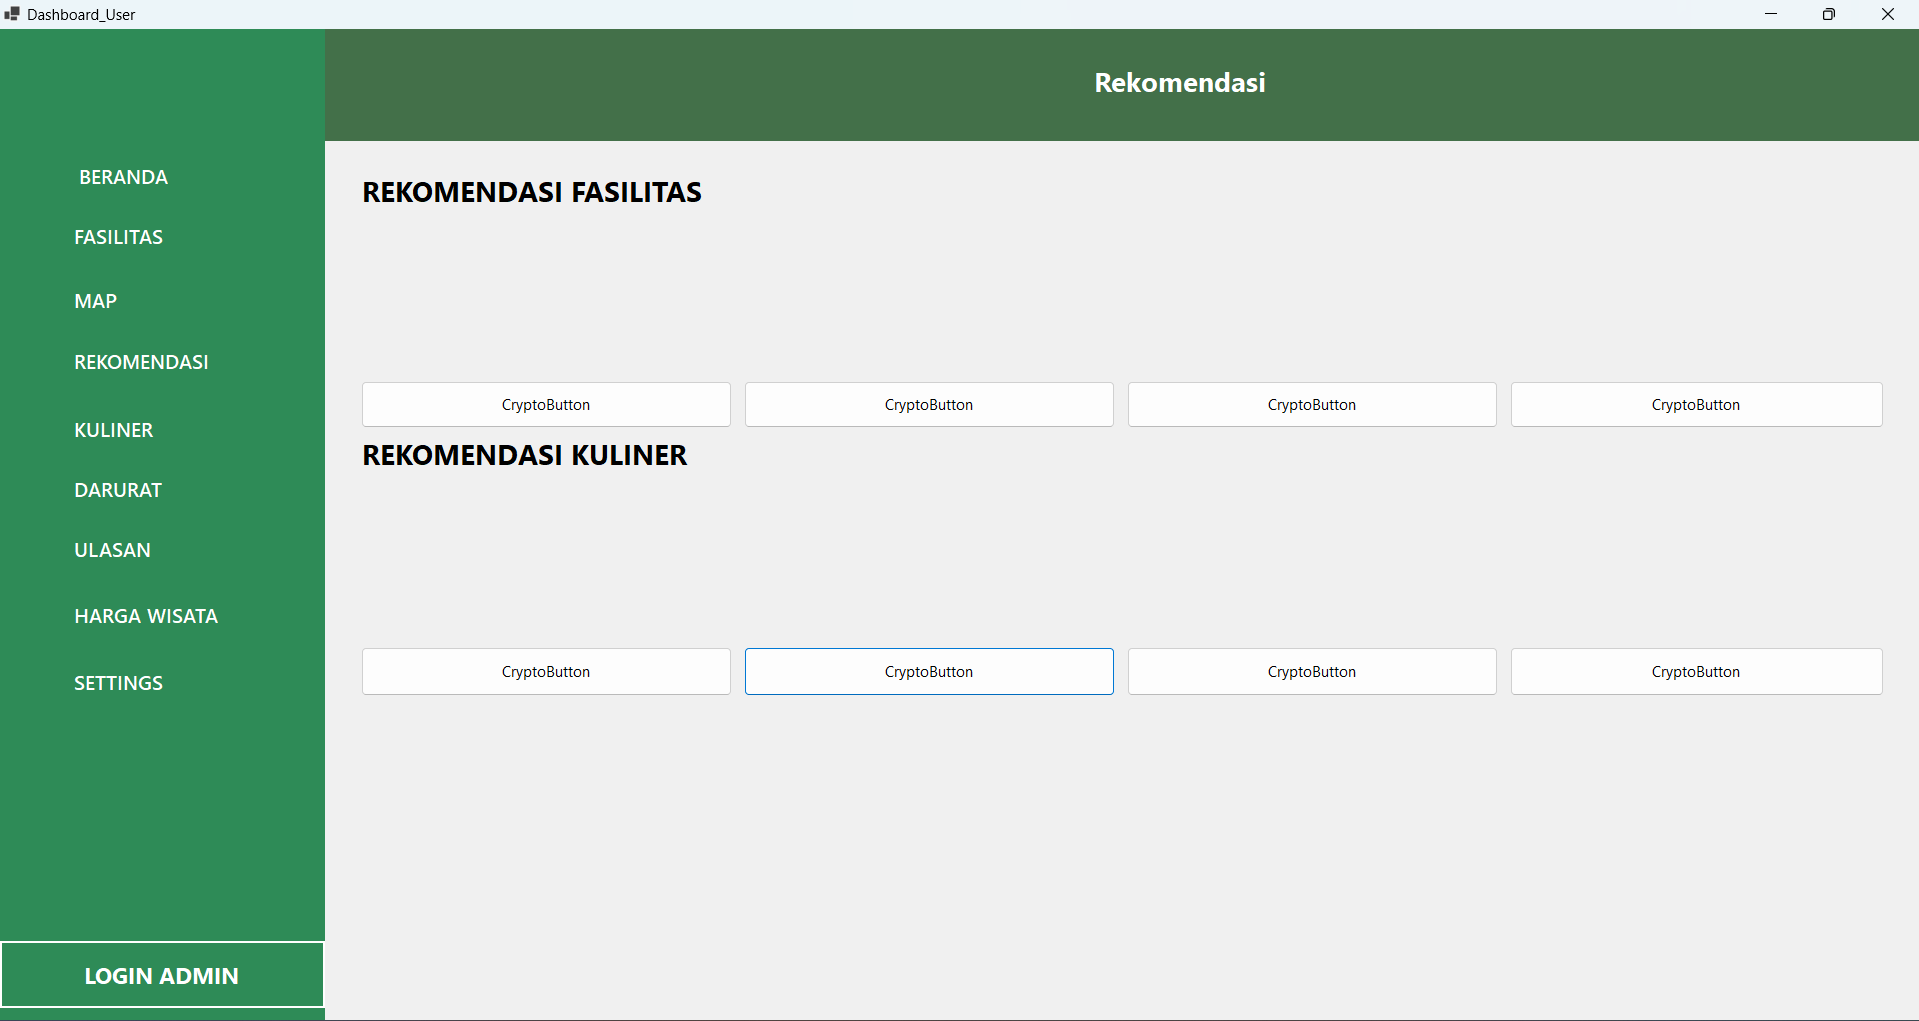 Dashboard_User
Rekomendasi
BERANDA
FASILITAS
MAP
REKOMENDASI
KULINER
DARURAT
ULASAN
HARGA WISATA
SETTINGS
LOGIN ADMIN
REKOMENDASI FASILITAS
CryptoButton CryptoButton CryptoButton CryptoButton
REKOMENDASI KULINER
CryptoButton CryptoButton CryptoButton CryptoButton